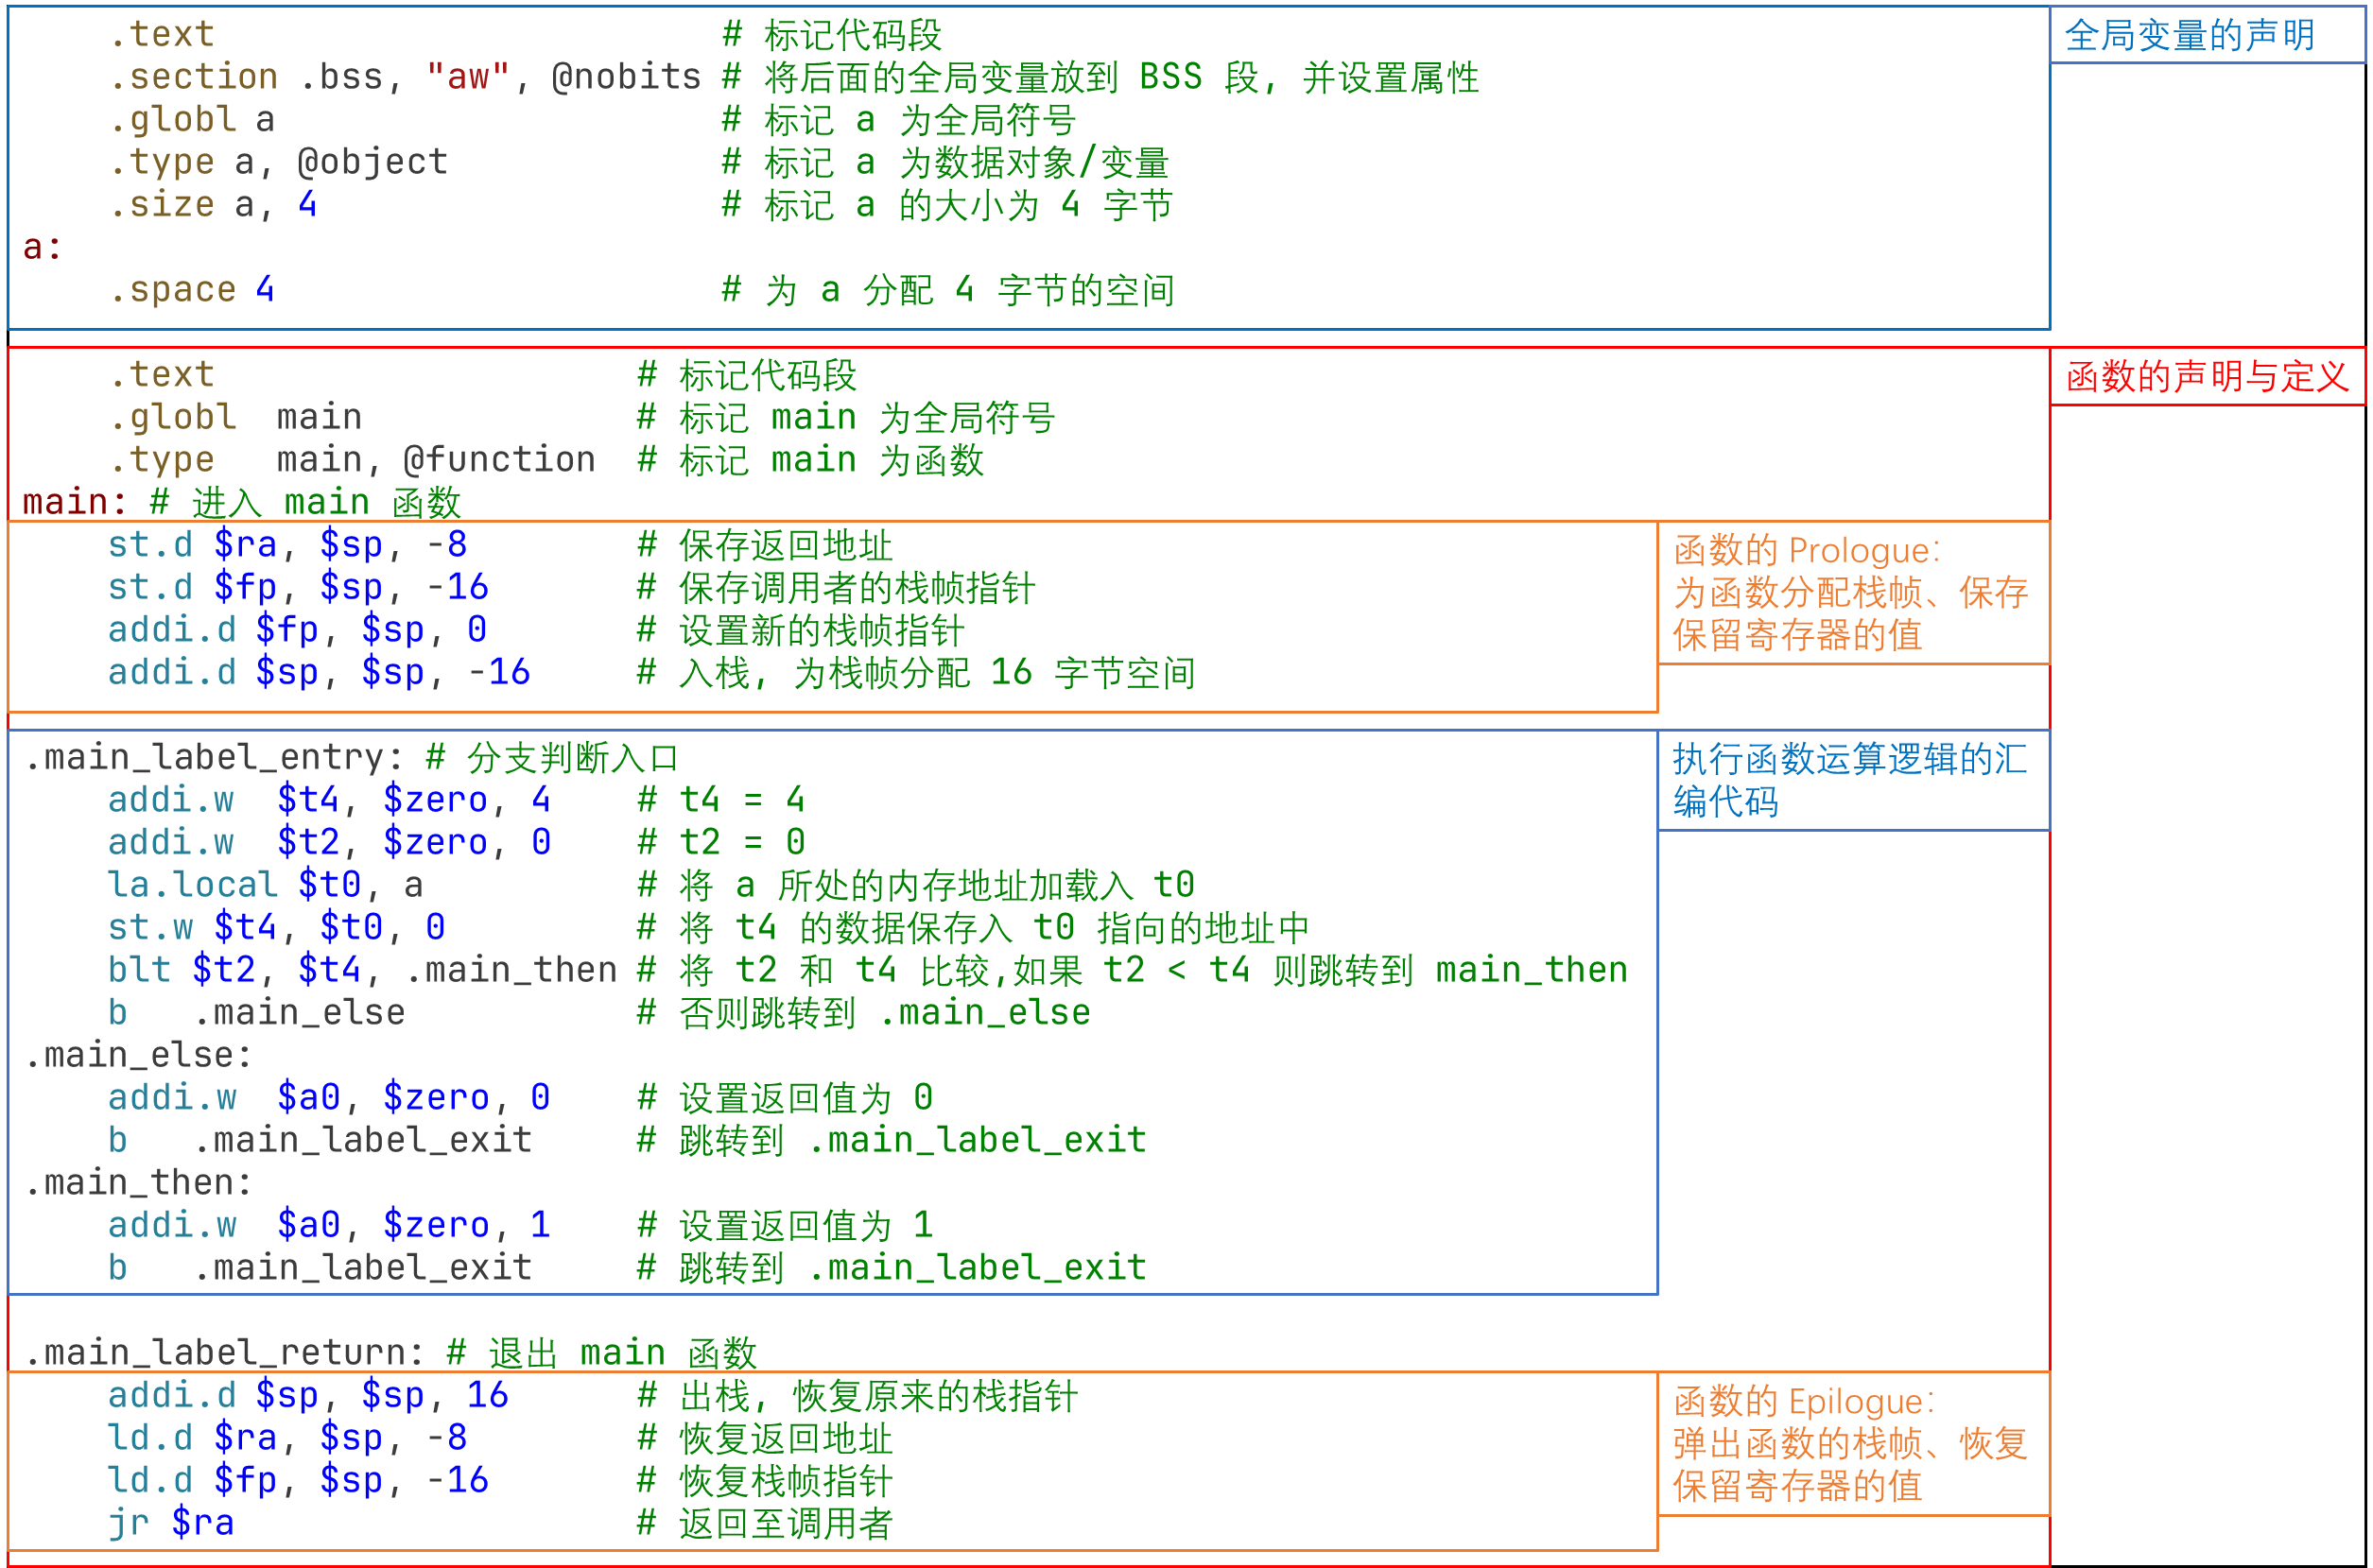 .text # 标记代码段
.section .bss, "aw", @nobits # 将后面的全局变量放到 BSS 段, 并设置属性
.globl a # 标记 a 为全局符号
.type a, @object # 标记 a 为数据对象/变量
.size a, 4 # 标记 a 的大小为 4 字节
a:
.space 4 # 为 a 分配 4 字节的空间
全局变量的声明
.text # 标记代码段
.globl main # 标记 main 为全局符号
.type main, @function # 标记 main 为函数
main: # 进入 main 函数
函数的声明与定义
st.d $ra, $sp, -8 # 保存返回地址
st.d $fp, $sp, -16 # 保存调用者的栈帧指针
addi.d $fp, $sp, 0 # 设置新的栈帧指针
addi.d $sp, $sp, -16 # 入栈, 为栈帧分配 16 字节空间
函数的 Prologue:
为函数分配栈帧、保存
保留寄存器的值
.main_label_entry: # 分支判断入口
addi.w $t4, $zero, 4 # t4 = 4
addi.w $t2, $zero, 0 # t2 = 0
la.local $t0, a # 将 a 所处的内存地址加载入 t0
st.w $t4, $t0, 0 # 将 t4 的数据保存入 t0 指向的地址中
blt $t2, $t4, .main_then # 将 t2 和 t4 比较,如果 t2 < t4 则跳转到 main_then
b .main_else # 否则跳转到 .main_else
.main_else:
addi.w $a0, $zero, 0 # 设置返回值为 0
b .main_label_exit # 跳转到 .main_label_exit
.main_then:
addi.w $a0, $zero, 1 # 设置返回值为 1
b .main_label_exit # 跳转到 .main_label_exit
执行函数运算逻辑的汇
编代码
.main_label_return: # 退出 main 函数
addi.d $sp, $sp, 16 # 出栈, 恢复原来的栈指针
ld.d $ra, $sp, -8 # 恢复返回地址
ld.d $fp, $sp, -16 # 恢复栈帧指针
jr $ra # 返回至调用者
函数的 Epilogue:
弹出函数的栈帧、恢复
保留寄存器的值